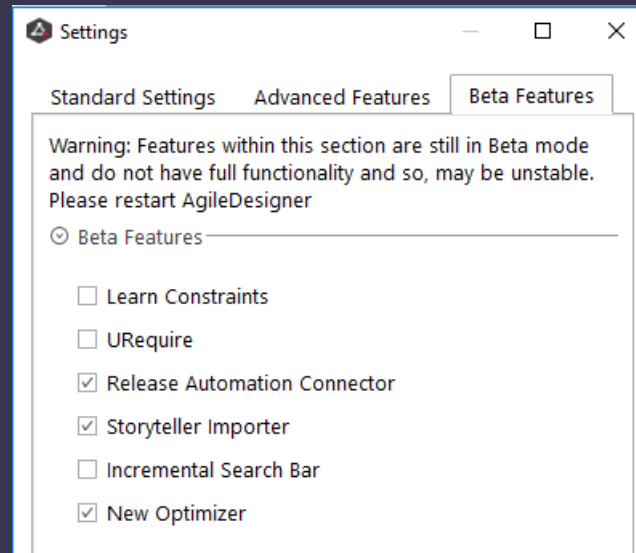 Settings
Standard Settings Advanced Features Beta Features
Warning: Features within this section are still in Beta mode
and do not have full functionality and so, may be unstable.
Please restart AgileDesigner
Beta Features
Learn Constraints
URequire
Release Automation Connector
Storyteller Importer
Incremental Search Bar
New Optimizer